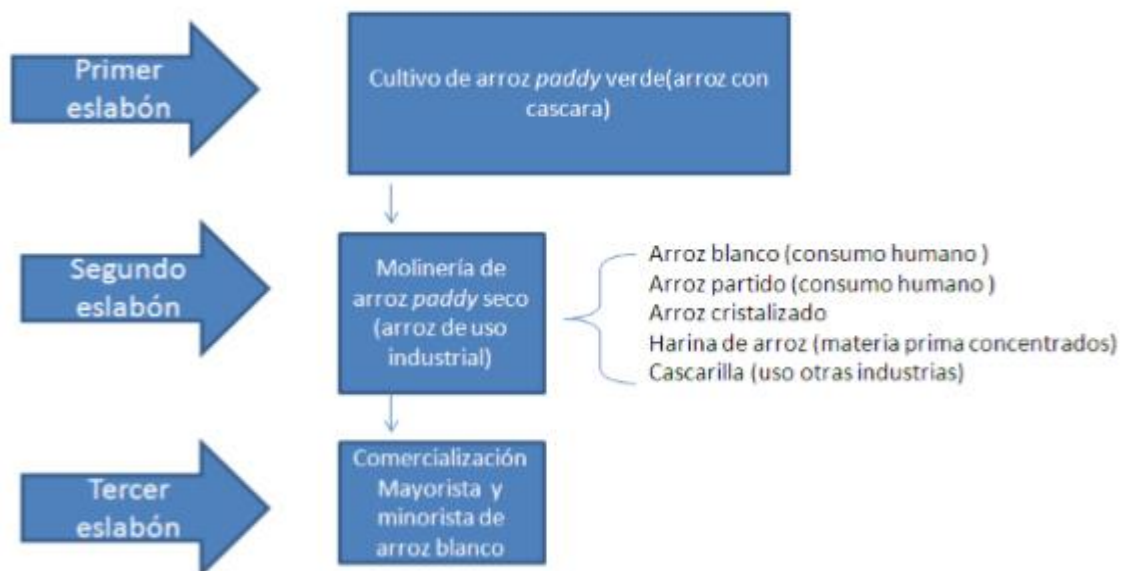 Primer
eslabón
Cultivo de arroz paddy verde(arroz con
cascara)
Segundo
eslabón
Molinería de
arroz paddy seco
(arroz de uso
industrial)
Arroz blanco (consumo humano )
Arroz partido (consumo humano )
Arroz cristalizado
Harina de arroz (materia prima concentrados)
Cascarilla (uso otras industrias)
Tercer
eslabón
Comercialización
Mayorista y
minorista de
arroz blanco